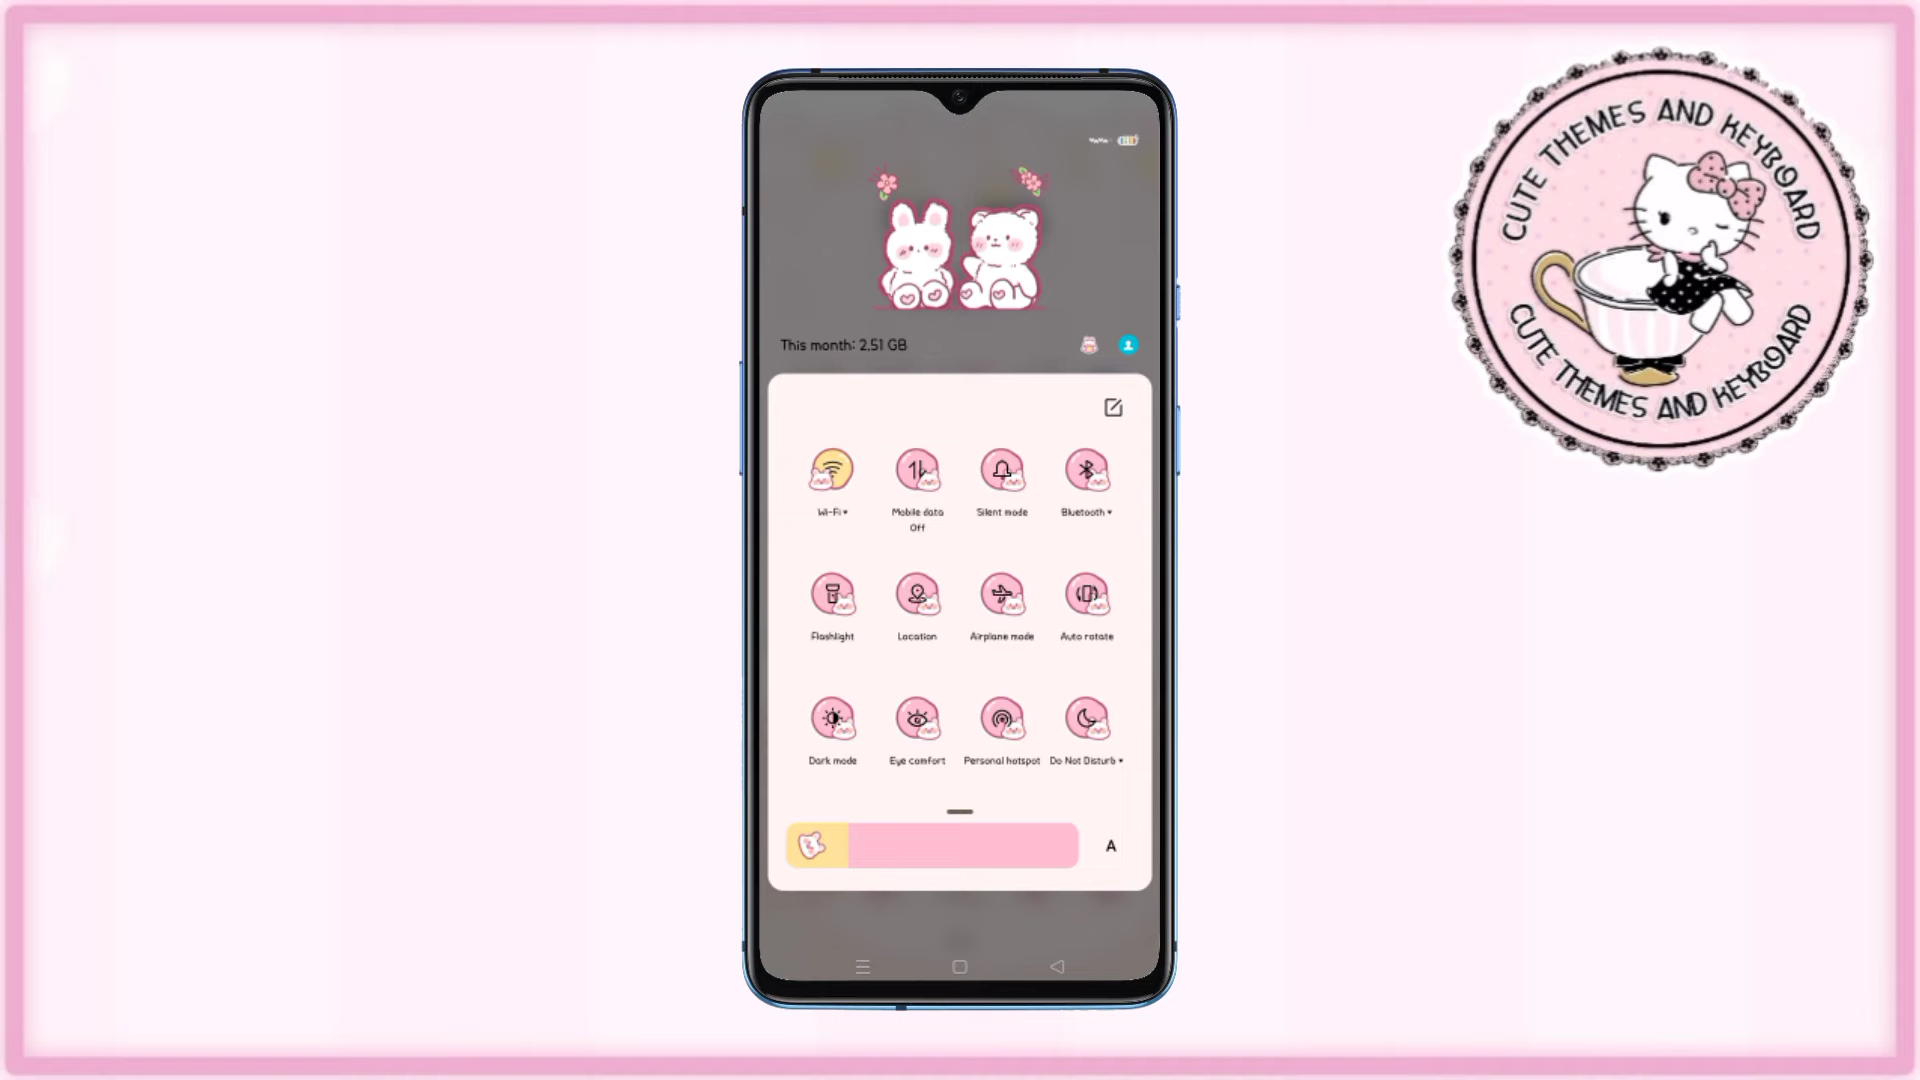 CUTE THEMES AND KEYBOARD
CUTE THEMES AND KEYBOARD
This month: 2.51 GB
Wi-Fi
Mobile data
Off
Silent mode
Bluetooth
Flashlight
Location
Airplane mode
Auto rotate
Dark mode
Eye comfort
Personal hotspot
Do Not Disturb
A